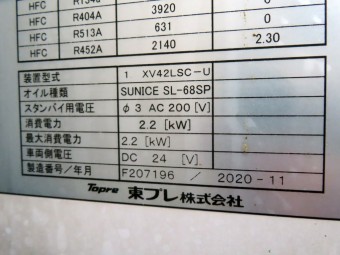 HFC R134a
HFC R404A 3920 0
HFC R513A 631 0
HFC R452A 2140 *2.30
装置型式 1 XV42LSC-U
オイル種類 SUNICE SL-68SP
スタンバイ用電圧 φ3 AC 200 [V]
消費電力 2.2 [kW]
最大消費電力 2.2 [kW]
車両側電圧 DC 24 [V]
製造番号／年月 F207196 / 2020-11
Topre 東プレ株式会社